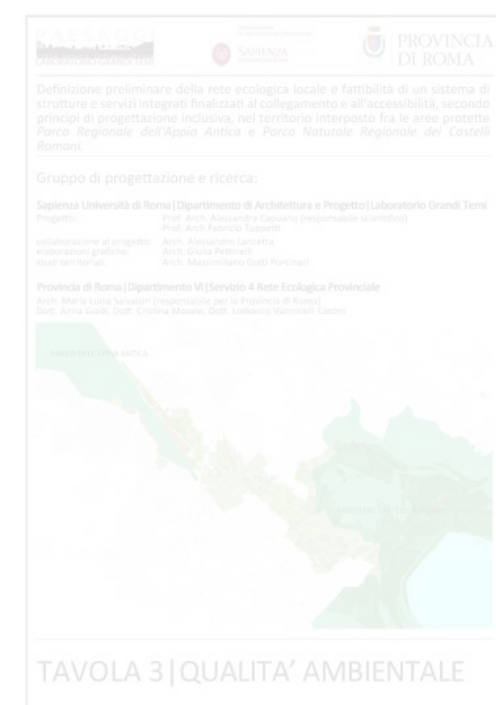 PAESAGGI
LABORATORIO GRANDI TEMI
SAPIENZA
PROVINCIA
DI ROMA
Definizione preliminare della rete ecologica locale e fattibilità di un sistema di
strutture e servizi integrati finalizzati al collegamento e all'accessibilità, secondo
principi di progettazione inclusiva, nel territorio interposto fra le aree protette
Parco Regionale dell'Appia Antica e Parco Naturale Regionale dei Castelli
Romani.
Gruppo di progettazione e ricerca:
Sapienza Università di Roma|Dipartimento di Architettura e Progetto|Laboratorio Grandi Temi
Progetto: Prof. Arch. Alessandra Capuano (responsabile scientifico)
Prof. Arch Fabrizio Toppetti
collaborazione al progetto: Arch. Alessandro Lanzetta
elaborazioni grafiche: Arch. Giulia Pettinelli
studi territoriali: Arch. Massimiliano Gotti Porcinari
Provincia di Roma|Dipartimento VI|Servizio 4 Rete Ecologica Provinciale
Arch. Maria Luisa Salvatori (responsabile per la Provincia di Roma)
Dott. Anna Guidi, Dott. Cristina Mosele, Dott. Lodovico Vannicelli Casoni
PARCO DELL'APPIA ANTICA
TAVOLA 3|QUALITA' AMBIENTALE